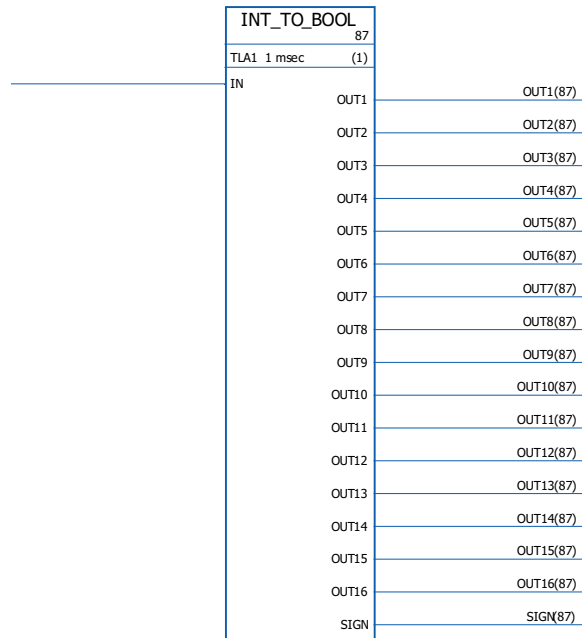 INT_TO_BOOL
87
TLA1 1 msec (1)
IN
OUT1 OUT1(87)
OUT2 OUT2(87)
OUT3 OUT3(87)
OUT4 OUT4(87)
OUT5 OUT5(87)
OUT6 OUT6(87)
OUT7 OUT7(87)
OUT8 OUT8(87)
OUT9 OUT9(87)
OUT10 OUT10(87)
OUT11 OUT11(87)
OUT12 OUT12(87)
OUT13 OUT13(87)
OUT14 OUT14(87)
OUT15 OUT15(87)
OUT16 OUT16(87)
SIGN SIGN(87)